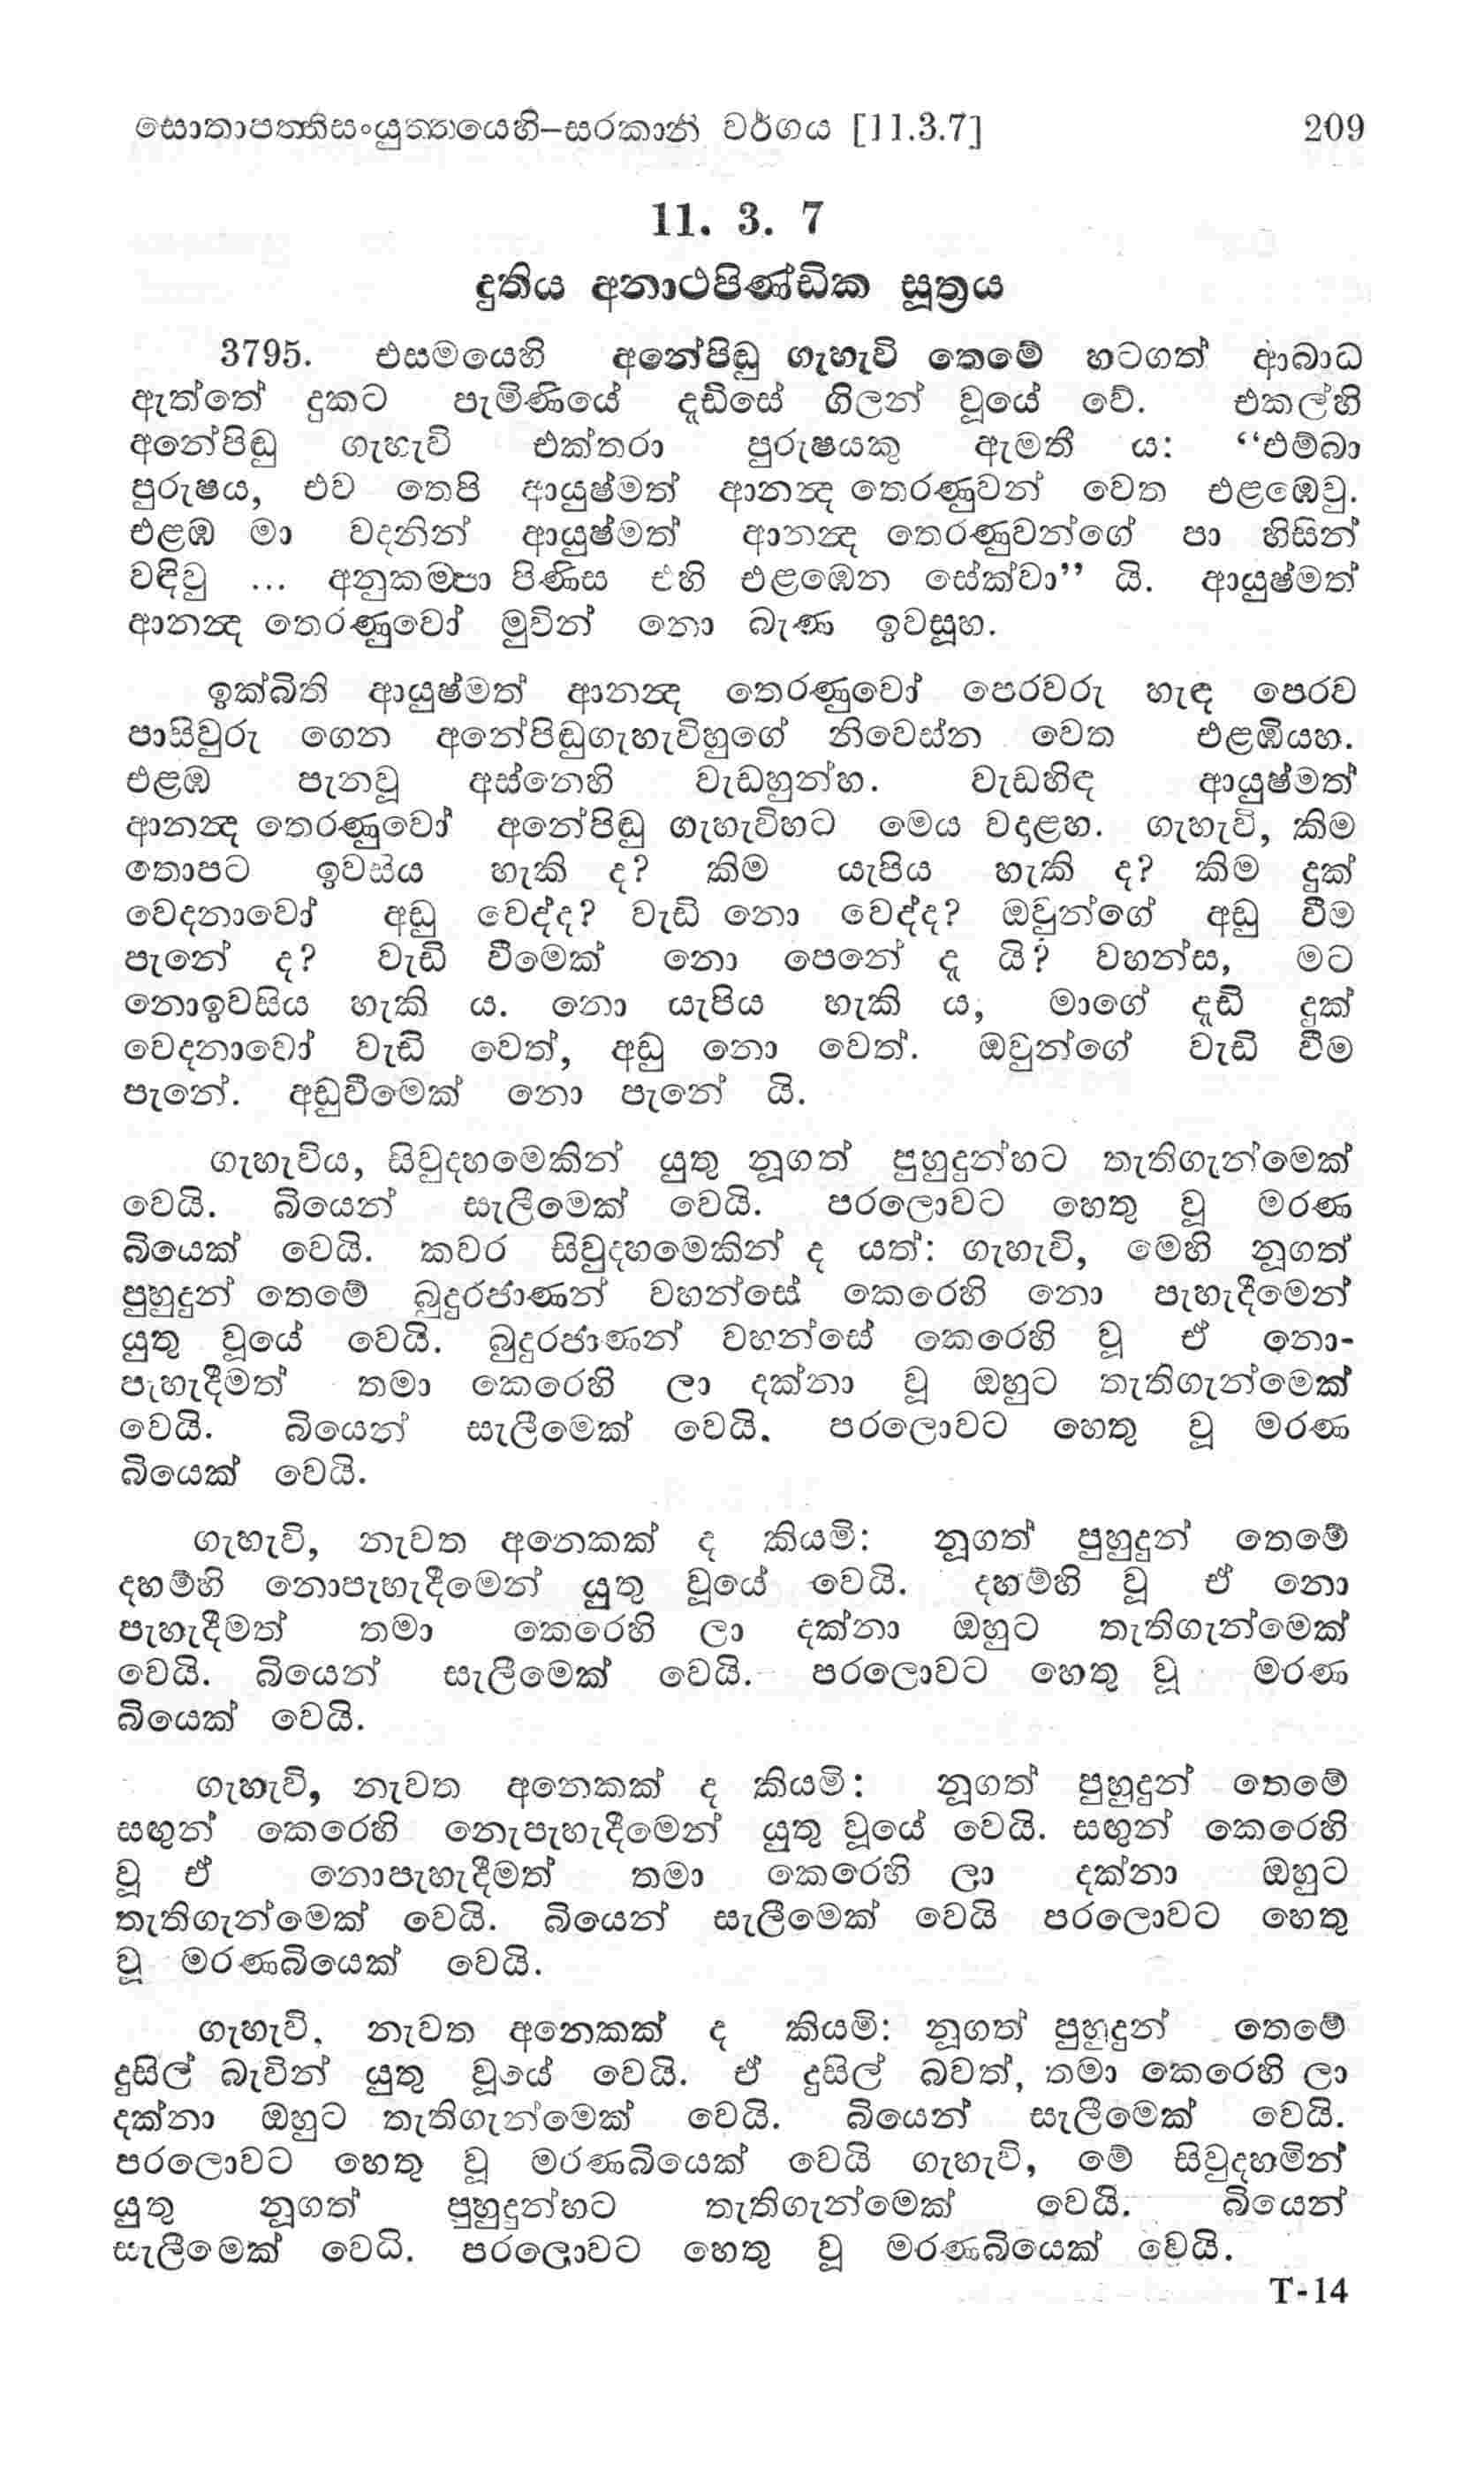 සොතාපත්තිසංයුත්තයෙහි–සරකානි වර්ගය [11.3.7] 209
11. 3. 7
දුතිය අනාථපිණ්ඩික සූත්‍රය
3795. එසමයෙහි අනේපිඬු ගැහැවි තෙමේ හටගත් ආබාධ
ඇත්තේ දුකට පැමිණියේ දැඩිසේ ගිලන් වූයේ වේ. එකල්හි
අනේපිඬු ගැහැවි එක්තරා පුරුෂයකු ඇමතී ය: “එම්බා
පුරුෂය, එව තෙපි ආයුෂ්මත් ආනන්‍ද තෙරණුවන් වෙත එළඹෙවු.
එළඹ මා වදනින් ආයුෂ්මත් ආනන්‍ද තෙරණුවන්ගේ පා හිසින්
වඳිවු ... අනුකම්පා පිණිස එහි එළඹෙන සේක්වා” යි. ආයුෂ්මත්
ආනන්‍ද තෙරණුවෝ මුවින් නො බැණ ඉවසූහ.
ඉක්බිති ආයුෂ්මත් ආනන්‍ද තෙරණුවෝ පෙරවරු හැඳ පෙරව
පාසිවුරු ගෙන අනේපිඬුගැහැවිහුගේ නිවෙස්න වෙත එළඹියහ.
එළඹ පැනවූ අස්නෙහි වැඩහුන්හ. වැඩහිඳ ආයුෂ්මත්
ආනන්‍ද තෙරණුවෝ අනේපිඬු ගැහැවිහට මෙය වදළහ. ගැහැවි, කිම
තොපට ඉවසිය හැකි ද? කිම යැපිය හැකි ද? කිම දුක්
වෙදනාවෝ අඩු වෙද්ද? වැඩි නො වෙද්ද? ඔවුන්ගේ අඩු වීම
පැනේ ද? වැඩි වීමෙක් නො පෙනේ දැ යි? වහන්ස, මට
නොඉවසිය හැකි ය. නො යැපිය හැකි ය, මාගේ දැඩි දුක්
වෙදනාවෝ වැඩි වෙත්, අඩු නො වෙත්. ඔවුන්ගේ වැඩි වීම
පැනේ. අඩුවීමෙක් නො පැනේ යි.
ගැහැවිය, සිවුදහමෙකින් යුතු නූගත් පුහුදුන්හට තැතිගැන්මෙක්
වෙයි. බියෙන් සැලීමෙක් වෙයි. පරලොවට හෙතු වූ මරණ
බියෙක් වෙයි. කවර සිවුදහමෙකින් ද යත්: ගැහැවි, මෙහි නූගත්
පුහුදුන් තෙමේ බුදුරජාණන් වහන්සේ කෙරෙහි නො පැහැදීමෙන්
යුතු වූයේ වෙයි. බුදුරජාණන් වහන්සේ කෙරෙහි වූ ඒ නො-
පැහැදීමත් තමා කෙරෙහි ලා දක්නා වූ ඔහුට තැතිගැන්මෙක්
වෙයි. බියෙන් සැලීමෙක් වෙයි. පරලොවට හෙතු වූ මරණ
බියෙක් වෙයි.
ගැහැවි, නැවත අනෙකක් ද කියමි: නූගත් පුහුදුන් තෙමේ
දහම්හි නොපැහැදීමෙන් යුතු වූයේ වෙයි. දහම්හි වූ ඒ නො
පැහැදීමත් තමා කෙරෙහි ලා දක්නා ඔහුට තැතිගැන්මෙක්
වෙයි. බියෙන් සැලීමෙක් වෙයි. පරලොවට හෙතු වූ මරණ
බියෙක් වෙයි.
ගැහැවි, නැවත අනෙකක් ද කියමි: නූගත් පුහුදුන් තෙමේ
සඟුන් කෙරෙහි නෙැපැහැදීමෙන් යුතු වූයේ වෙයි. සඟුන් කෙරෙහි
වූ ඒ නොපැහැදීමත් තමා කෙරෙහි ලා දක්නා ඔහුට
තැතිගැන්මෙක් වෙයි. බියෙන් සැලීමෙක් වෙයි පරලොවට හෙතු
වූ මරණබියෙක් වෙයි.
ගැහැවි, නැවත අනෙකක් ද කියමි: නූගත් පුහුදුන් තෙමේ
දුසිල් බැවින් යුතු වූයේ වෙයි. ඒ දුසිල් බවත්, තමා කෙරෙහි ලා
දක්නා ඔහුට තැතිගැන්මෙක් වෙයි. බියෙන් සැලීමෙක් වෙයි.
පරලොවට හෙතු වූ මරණබියෙක් වෙයි ගැහැවි, මේ සිවුදහමින්
යුතු නූගත් පුහුදුන්හට තැතිගැන්මෙක් වෙයි. බියෙන්
සැලීමෙක් වෙයි. පරලොවට හෙතු වූ මරණබියෙක් වෙයි.
T-14